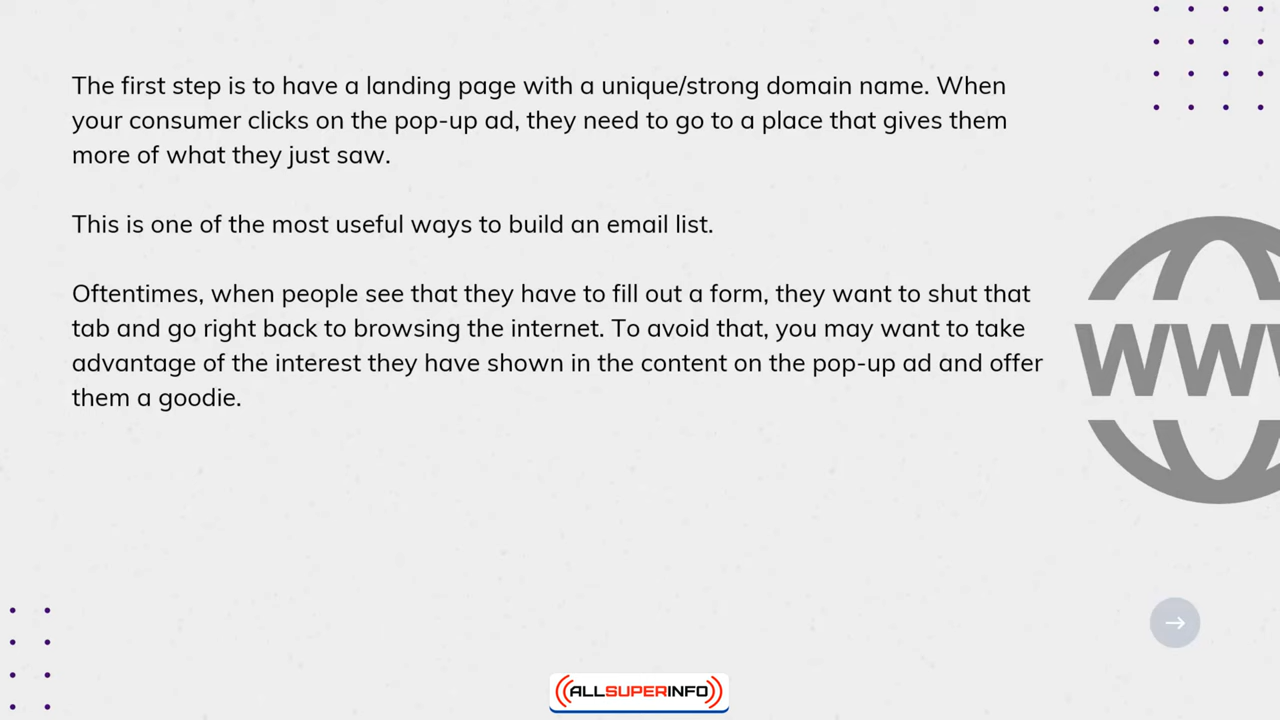 The first step is to have a landing page with a unique/strong domain name. When
your consumer clicks on the pop-up ad, they need to go to a place that gives them
more of what they just saw.
This is one of the most useful ways to build an email list.
Oftentimes, when people see that they have to fill out a form, they want to shut that
tab and go right back to browsing the internet. To avoid that, you may want to take
advantage of the interest they have shown in the content on the pop-up ad and offer
them a goodie.
WWW
ALLSUPERINFO